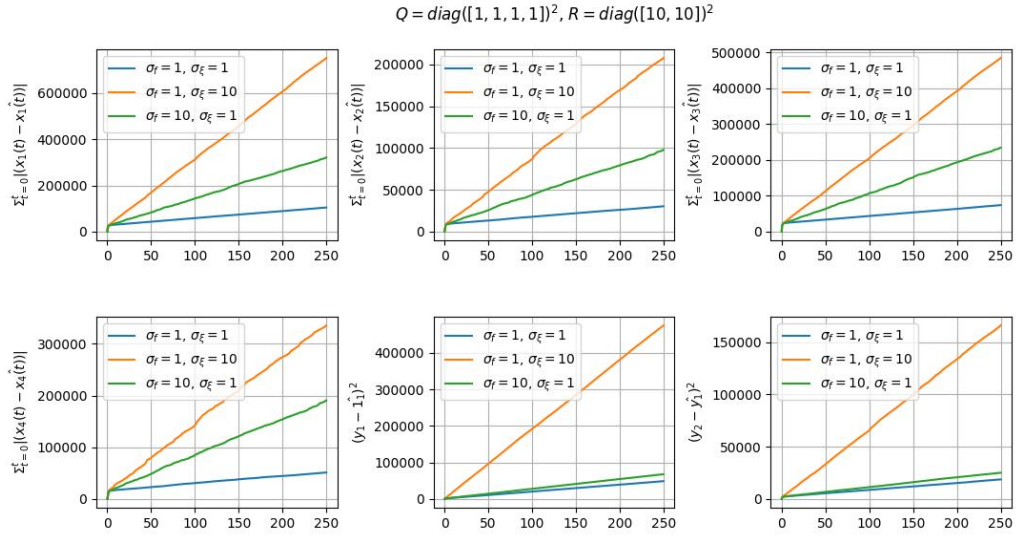 Q = diag([1, 1, 1, 1])², R = diag([10, 10])²
Σᵗₜ₌₀|(x₁(t) − x̂₁(t))|
600000
400000
200000
0
σf = 1, σξ = 1
σf = 1, σξ = 10
σf = 10, σξ = 1
0 50 100 150 200 250
Σᵗₜ₌₀|(x₂(t) − x̂₂(t))|
200000
150000
100000
50000
0
σf = 1, σξ = 1
σf = 1, σξ = 10
σf = 10, σξ = 1
0 50 100 150 200 250
Σᵗₜ₌₀|(x₃(t) − x̂₃(t))|
500000
400000
300000
200000
100000
0
σf = 1, σξ = 1
σf = 1, σξ = 10
σf = 10, σξ = 1
0 50 100 150 200 250
Σᵗₜ₌₀|(x₄(t) − x̂₄(t))|
300000
200000
100000
0
σf = 1, σξ = 1
σf = 1, σξ = 10
σf = 10, σξ = 1
0 50 100 150 200 250
(y₁ − 1̂₁)²
400000
300000
200000
100000
0
σf = 1, σξ = 1
σf = 1, σξ = 10
σf = 10, σξ = 1
0 50 100 150 200 250
(y₂ − ŷ₁)²
150000
100000
50000
0
σf = 1, σξ = 1
σf = 1, σξ = 10
σf = 10, σξ = 1
0 50 100 150 200 250